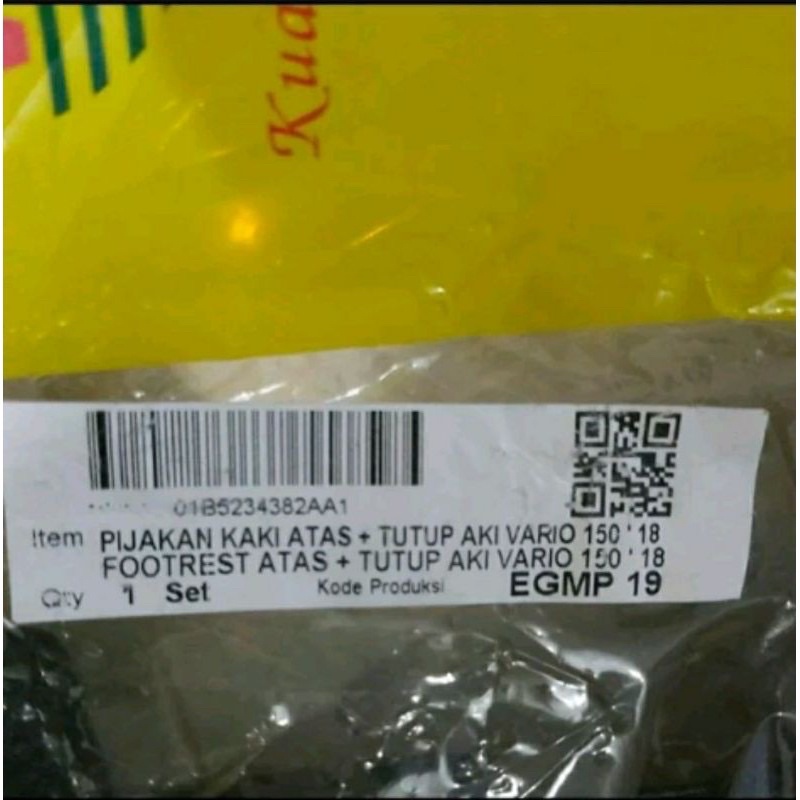 Kua
01B5234382AA1
Item PIJAKAN KAKI ATAS + TUTUP AKI VARIO 150 ' 18
FOOTREST ATAS + TUTUP AKI VARIO 150 ' 18
Qty 1 Set Kode Produksi EGMP 19